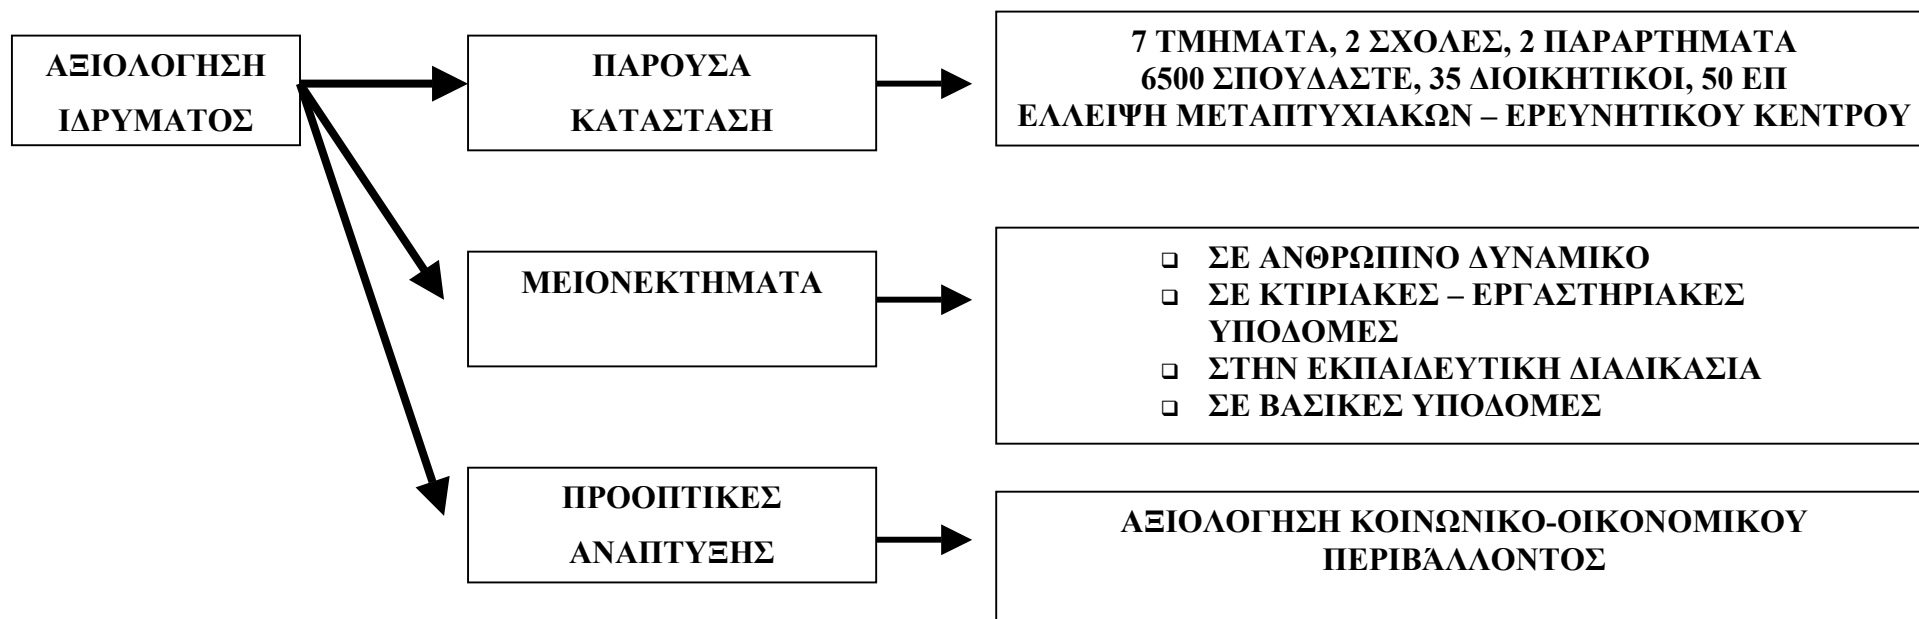 ΑΞΙΟΛΟΓΗΣΗ
ΙΔΡΥΜΑΤΟΣ
ΠΑΡΟΥΣΑ
ΚΑΤΑΣΤΑΣΗ
7 ΤΜΗΜΑΤΑ, 2 ΣΧΟΛΕΣ, 2 ΠΑΡΑΡΤΗΜΑΤΑ
6500 ΣΠΟΥΔΑΣΤΕ, 35 ΔΙΟΙΚΗΤΙΚΟΙ, 50 ΕΠ
ΕΛΛΕΙΨΗ ΜΕΤΑΠΤΥΧΙΑΚΩΝ – ΕΡΕΥΝΗΤΙΚΟΥ ΚΕΝΤΡΟΥ
ΜΕΙΟΝΕΚΤΗΜΑΤΑ
ΣΕ ΑΝΘΡΩΠΙΝΟ ΔΥΝΑΜΙΚΟ
ΣΕ ΚΤΙΡΙΑΚΕΣ – ΕΡΓΑΣΤΗΡΙΑΚΕΣ
ΥΠΟΔΟΜΕΣ
ΣΤΗΝ ΕΚΠΑΙΔΕΥΤΙΚΗ ΔΙΑΔΙΚΑΣΙΑ
ΣΕ ΒΑΣΙΚΕΣ ΥΠΟΔΟΜΕΣ
ΠΡΟΟΠΤΙΚΕΣ
ΑΝΑΠΤΥΞΗΣ
ΑΞΙΟΛΟΓΗΣΗ ΚΟΙΝΩΝΙΚΟ-ΟΙΚΟΝΟΜΙΚΟΥ
ΠΕΡΙΒΆΛΛΟΝΤΟΣ